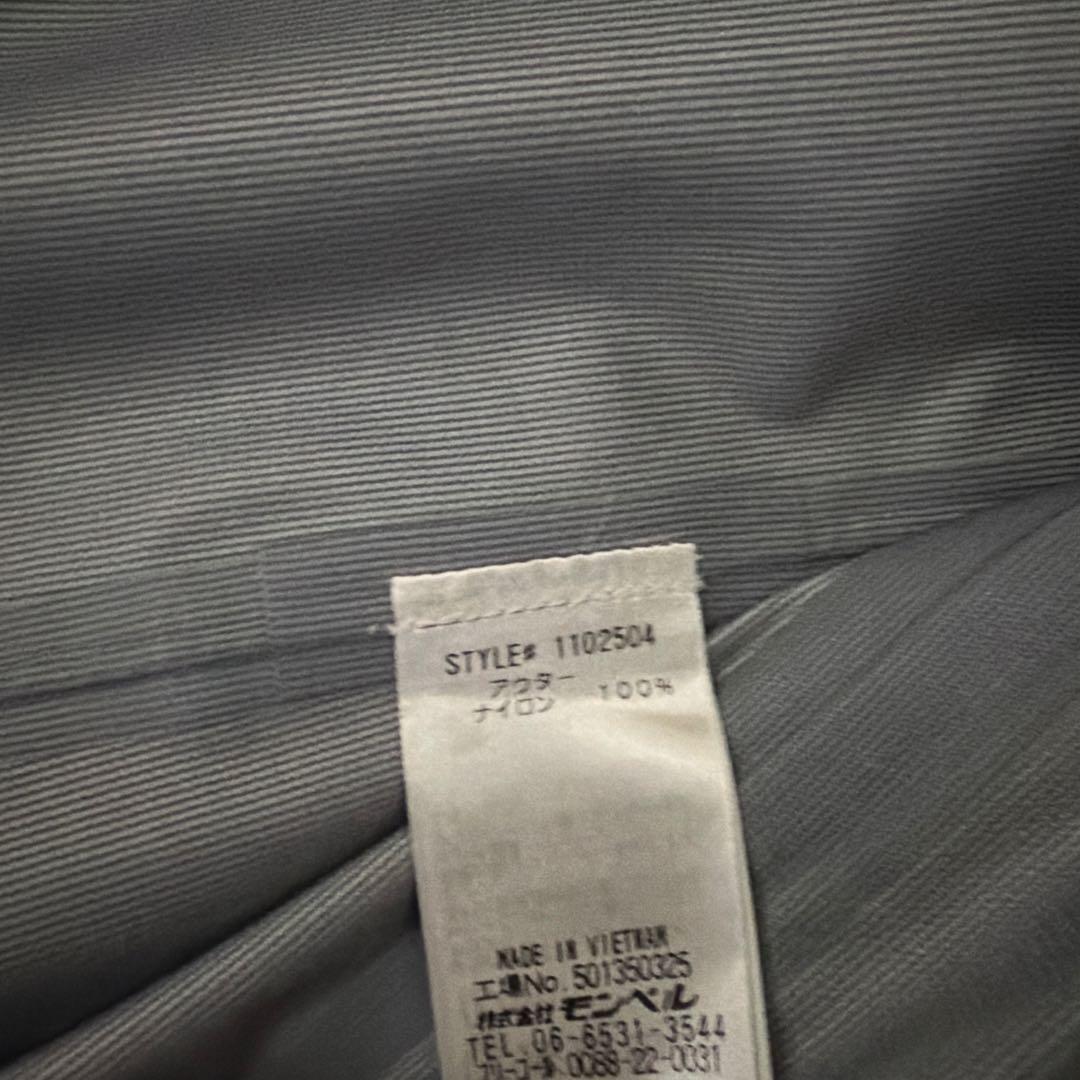 STYLE# 1102504
アウター
ナイロン 100%
MADE IN VIETNAM
工場No.501350325
株式会社モンベル
TEL 06-6531-3544
フリーコール 0088-22-0031